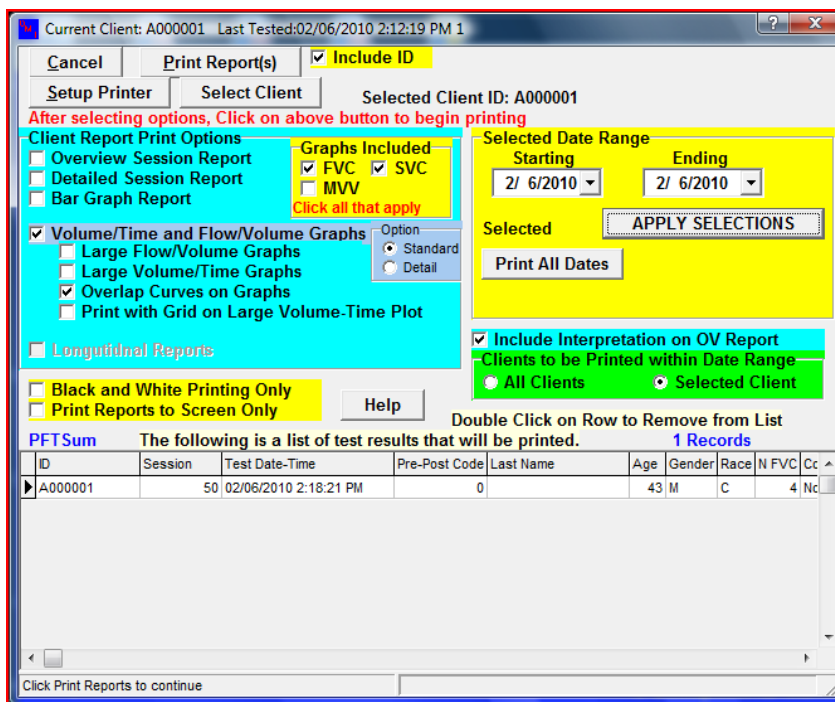 Current Client: A000001 Last Tested:02/06/2010 2:12:19 PM 1
?
X
Cancel
Print Report(s)
Include ID
Setup Printer
Select Client
Selected Client ID: A000001
After selecting options, Click on above button to begin printing
Client Report Print Options
Overview Session Report
Detailed Session Report
Bar Graph Report
Graphs Included
FVC
SVC
MVV
Click all that apply
Selected Date Range
Starting
Ending
2/ 6/2010
2/ 6/2010
Selected
APPLY SELECTIONS
Print All Dates
Volume/Time and Flow/Volume Graphs
Large Flow/Volume Graphs
Large Volume/Time Graphs
Overlap Curves on Graphs
Print with Grid on Large Volume-Time Plot
Option
Standard
Detail
Longutidnal Reports
Include Interpretation on OV Report
Clients to be Printed within Date Range
All Clients
Selected Client
Black and White Printing Only
Print Reports to Screen Only
Help
Double Click on Row to Remove from List
PFTSum The following is a list of test results that will be printed. 1 Records
ID Session Test Date-Time Pre-Post Code Last Name Age Gender Race N FVC Cc
A000001 50 02/06/2010 2:18:21 PM 0 43 M C 4 Nc
Click Print Reports to continue